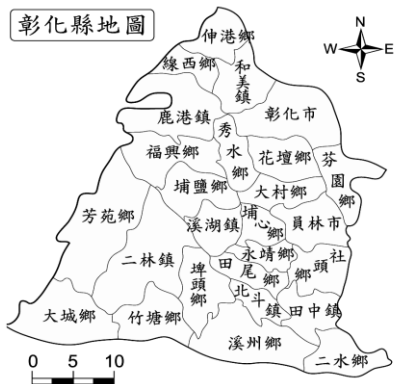 彰化縣地圖
N
W E
S
伸港鄉
線西鄉
和美鎮
彰化市
鹿港鎮
秀水鄉
福興鄉
花壇鄉
芬園鄉
埔鹽鄉
大村鄉
芳苑鄉
溪湖鎮
埔心鄉
員林市
二林鎮
埤頭鄉
田尾鄉
永靖鄉
社頭鄉
北斗鎮
田中鎮
大城鄉
竹塘鄉
溪州鄉
二水鄉
0 5 10